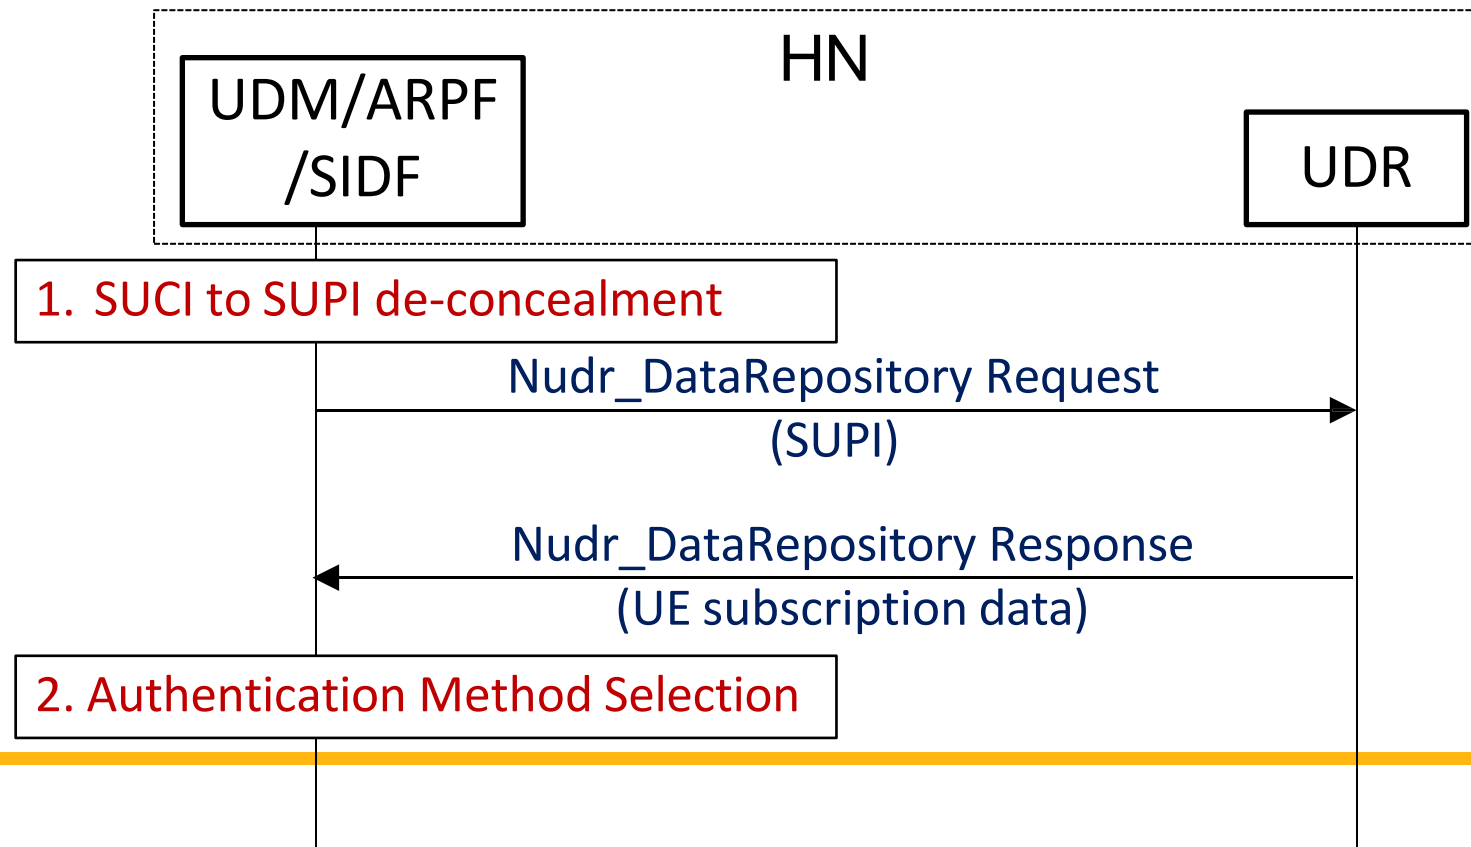 HN
UDM/ARPF
/SIDF
UDR
1. SUCI to SUPI de-concealment
Nudr_DataRepository Request
(SUPI)
Nudr_DataRepository Response
(UE subscription data)
2. Authentication Method Selection